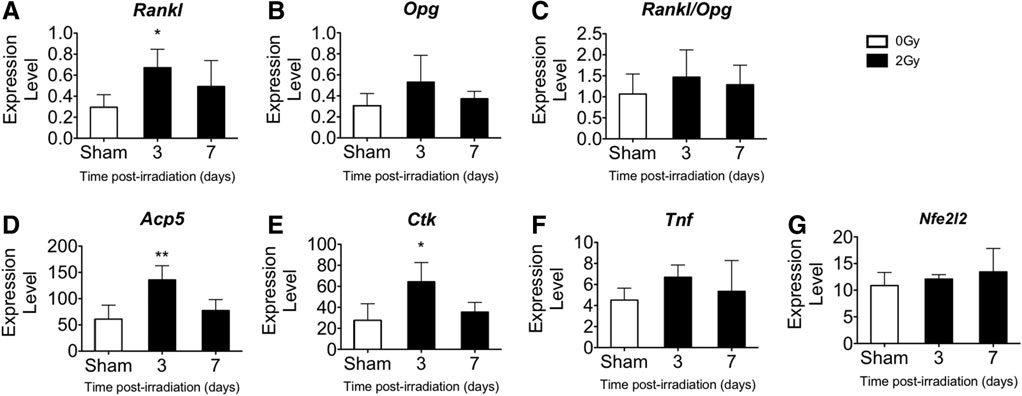 A Rankl
Expression Level
1.0
0.8
0.6
0.4
0.2
0.0
*
Sham 3 7
Time post-irradiation (days)
B Opg
Expression Level
1.0
0.8
0.6
0.4
0.2
0.0
Sham 3 7
Time post-irradiation (days)
C Rankl/Opg
Expression Level
2.5
2.0
1.5
1.0
0.5
0.0
Sham 3 7
Time post-irradiation (days)
0Gy
2Gy
D Acp5
Expression Level
200
150
100
50
0
**
Sham 3 7
Time post-irradiation (days)
E Ctk
Expression Level
100
80
60
40
20
0
*
Sham 3 7
Time post-irradiation (days)
F Tnf
Expression Level
10
8
6
4
2
0
Sham 3 7
Time post-irradiation (days)
G Nfe2l2
Expression Level
20
15
10
5
0
Sham 3 7
Time post-irradiation (days)